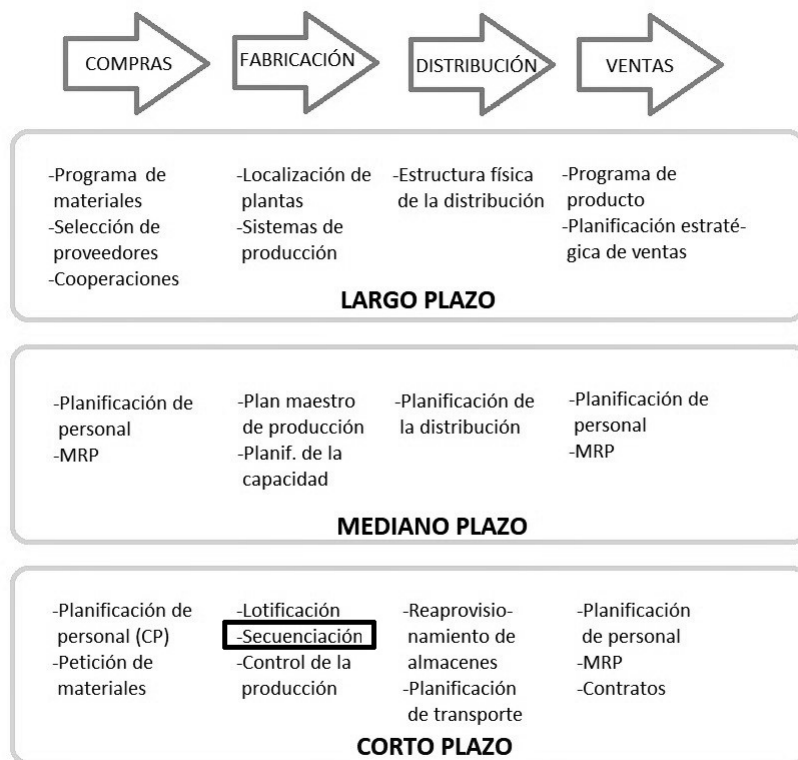 COMPRAS
FABRICACIÓN
DISTRIBUCIÓN
VENTAS
-Programa de
materiales
-Selección de
proveedores
-Cooperaciones
-Localización de
plantas
-Sistemas de
producción
-Estructura física
de la distribución
-Programa de
producto
-Planificación estraté-
gica de ventas
LARGO PLAZO
-Planificación de
personal
-MRP
-Plan maestro
de producción
-Planif. de la
capacidad
-Planificación de
la distribución
-Planificación de
personal
-MRP
MEDIANO PLAZO
-Planificación de
personal (CP)
-Petición de
materiales
-Lotificación
-Secuenciación
-Control de la
producción
-Reaprovisio-
namiento de
almacenes
-Planificación
de transporte
-Planificación
de personal
-MRP
-Contratos
CORTO PLAZO